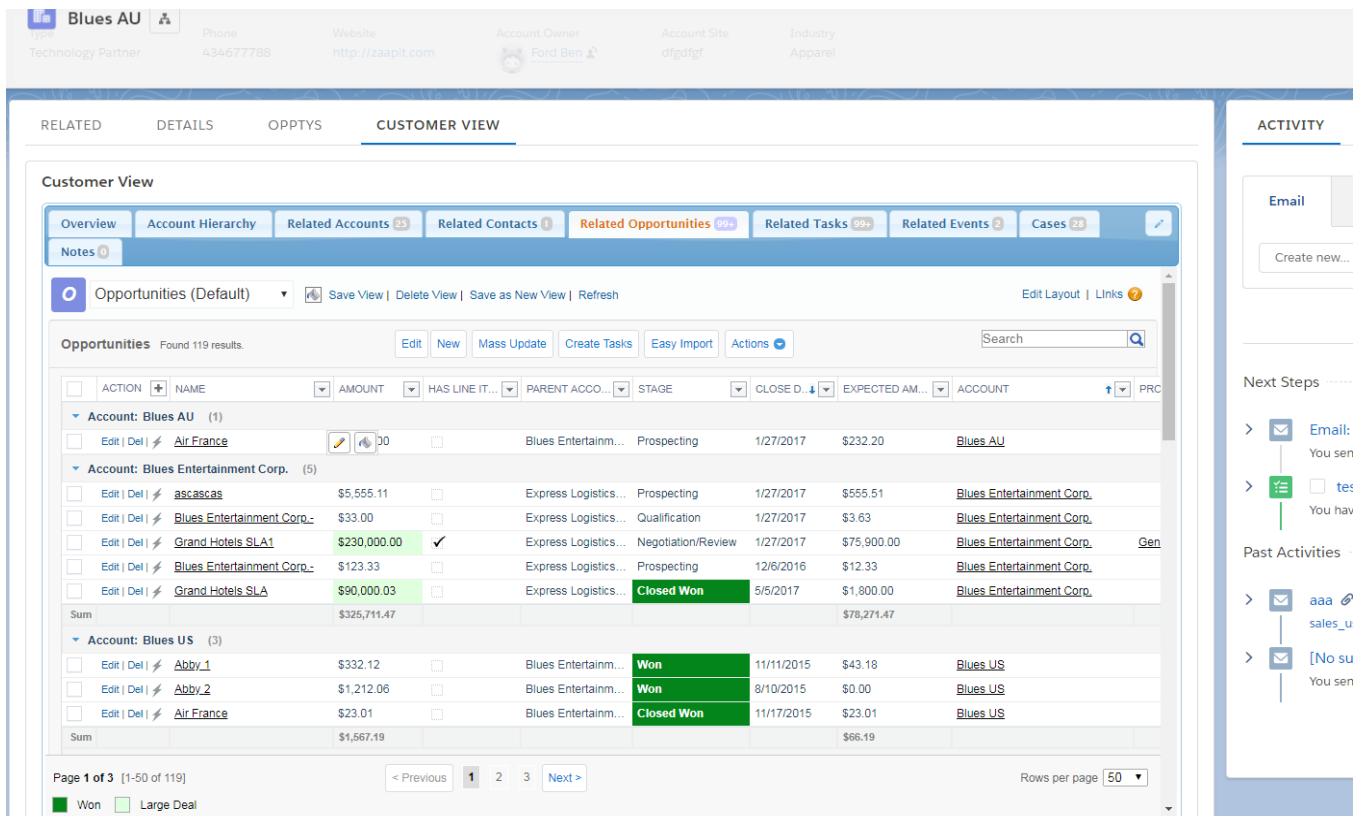 Blues AU
Type Phone Website Account Owner Account Site Industry
Technology Partner 434677788 http://zaapit.com Ford Ben dfgdfgf Apparel
RELATED DETAILS OPPTYS CUSTOMER VIEW
Customer View
Overview Account Hierarchy Related Accounts 25 Related Contacts 1 Related Opportunities 99+ Related Tasks 99+ Related Events 2 Cases 28
Notes 0
O Opportunities (Default) Save View | Delete View | Save as New View | Refresh Edit Layout | LInks ?
Opportunities Found 119 results. Edit New Mass Update Create Tasks Easy Import Actions Search
ACTION + NAME AMOUNT HAS LINE IT... PARENT ACCO... STAGE CLOSE D.. EXPECTED AM... ACCOUNT PRC
Account: Blues AU (1)
Edit | Del | Air France 00 Blues Entertainm... Prospecting 1/27/2017 $232.20 Blues AU
Account: Blues Entertainment Corp. (5)
Edit | Del | ascascas $5,555.11 Express Logistics... Prospecting 1/27/2017 $555.51 Blues Entertainment Corp.
Edit | Del | Blues Entertainment Corp.- $33.00 Express Logistics... Qualification 1/27/2017 $3.63 Blues Entertainment Corp.
Edit | Del | Grand Hotels SLA1 $230,000.00 Express Logistics... Negotiation/Review 1/27/2017 $75,900.00 Blues Entertainment Corp. Gen
Edit | Del | Blues Entertainment Corp.- $123.33 Express Logistics... Prospecting 12/6/2016 $12.33 Blues Entertainment Corp.
Edit | Del | Grand Hotels SLA $90,000.03 Express Logistics... Closed Won 5/5/2017 $1,800.00 Blues Entertainment Corp.
Sum $325,711.47 $78,271.47
Account: Blues US (3)
Edit | Del | Abby_1 $332.12 Blues Entertainm... Won 11/11/2015 $43.18 Blues US
Edit | Del | Abby_2 $1,212.06 Blues Entertainm... Won 8/10/2015 $0.00 Blues US
Edit | Del | Air France $23.01 Blues Entertainm... Closed Won 11/17/2015 $23.01 Blues US
Sum $1,567.19 $66.19
Page 1 of 3 [1-50 of 119] < Previous 1 2 3 Next > Rows per page 50
Won Large Deal
ACTIVITY
Email
Create new...
Next Steps
Email:
You sen
tes
You hav
Past Activities
aaa
sales_us
[No su
You sen